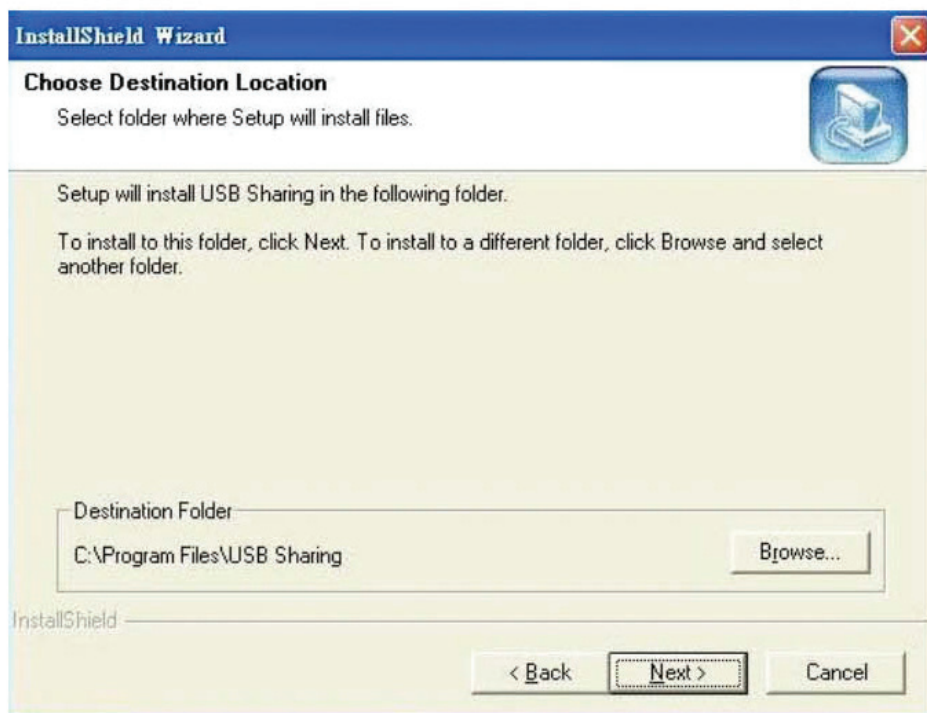 InstallShield Wizard
Choose Destination Location
Select folder where Setup will install files.
Setup will install USB Sharing in the following folder.
To install to this folder, click Next. To install to a different folder, click Browse and select
another folder.
Destination Folder
C:\Program Files\USB Sharing
Browse...
InstallShield
< Back
Next >
Cancel